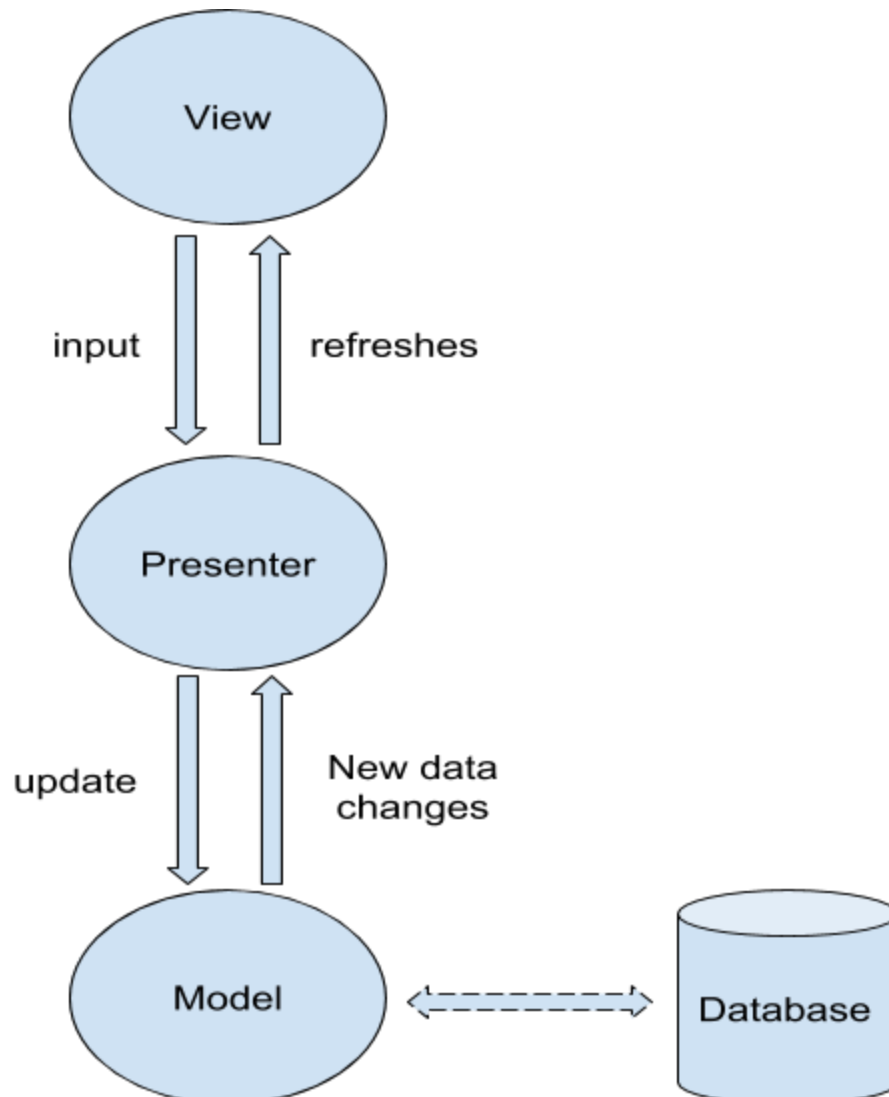 View
input
refreshes
Presenter
update
New data
changes
Model
Database